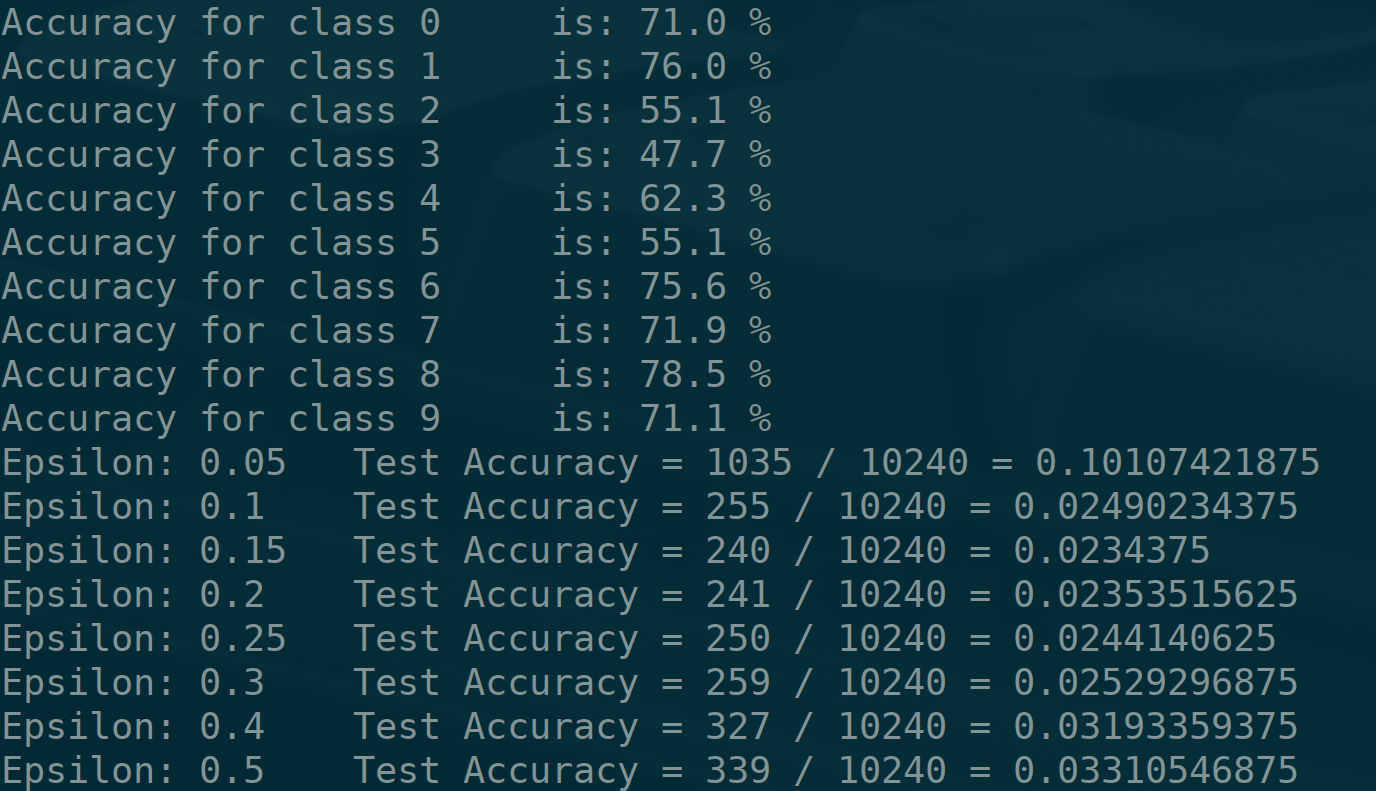 Accuracy for class 0     is: 71.0 %
Accuracy for class 1     is: 76.0 %
Accuracy for class 2     is: 55.1 %
Accuracy for class 3     is: 47.7 %
Accuracy for class 4     is: 62.3 %
Accuracy for class 5     is: 55.1 %
Accuracy for class 6     is: 75.6 %
Accuracy for class 7     is: 71.9 %
Accuracy for class 8     is: 78.5 %
Accuracy for class 9     is: 71.1 %
Epsilon: 0.05   Test Accuracy = 1035 / 10240 = 0.10107421875
Epsilon: 0.1    Test Accuracy = 255 / 10240 = 0.02490234375
Epsilon: 0.15   Test Accuracy = 240 / 10240 = 0.0234375
Epsilon: 0.2    Test Accuracy = 241 / 10240 = 0.02353515625
Epsilon: 0.25   Test Accuracy = 250 / 10240 = 0.0244140625
Epsilon: 0.3    Test Accuracy = 259 / 10240 = 0.02529296875
Epsilon: 0.4    Test Accuracy = 327 / 10240 = 0.03193359375
Epsilon: 0.5    Test Accuracy = 339 / 10240 = 0.03310546875